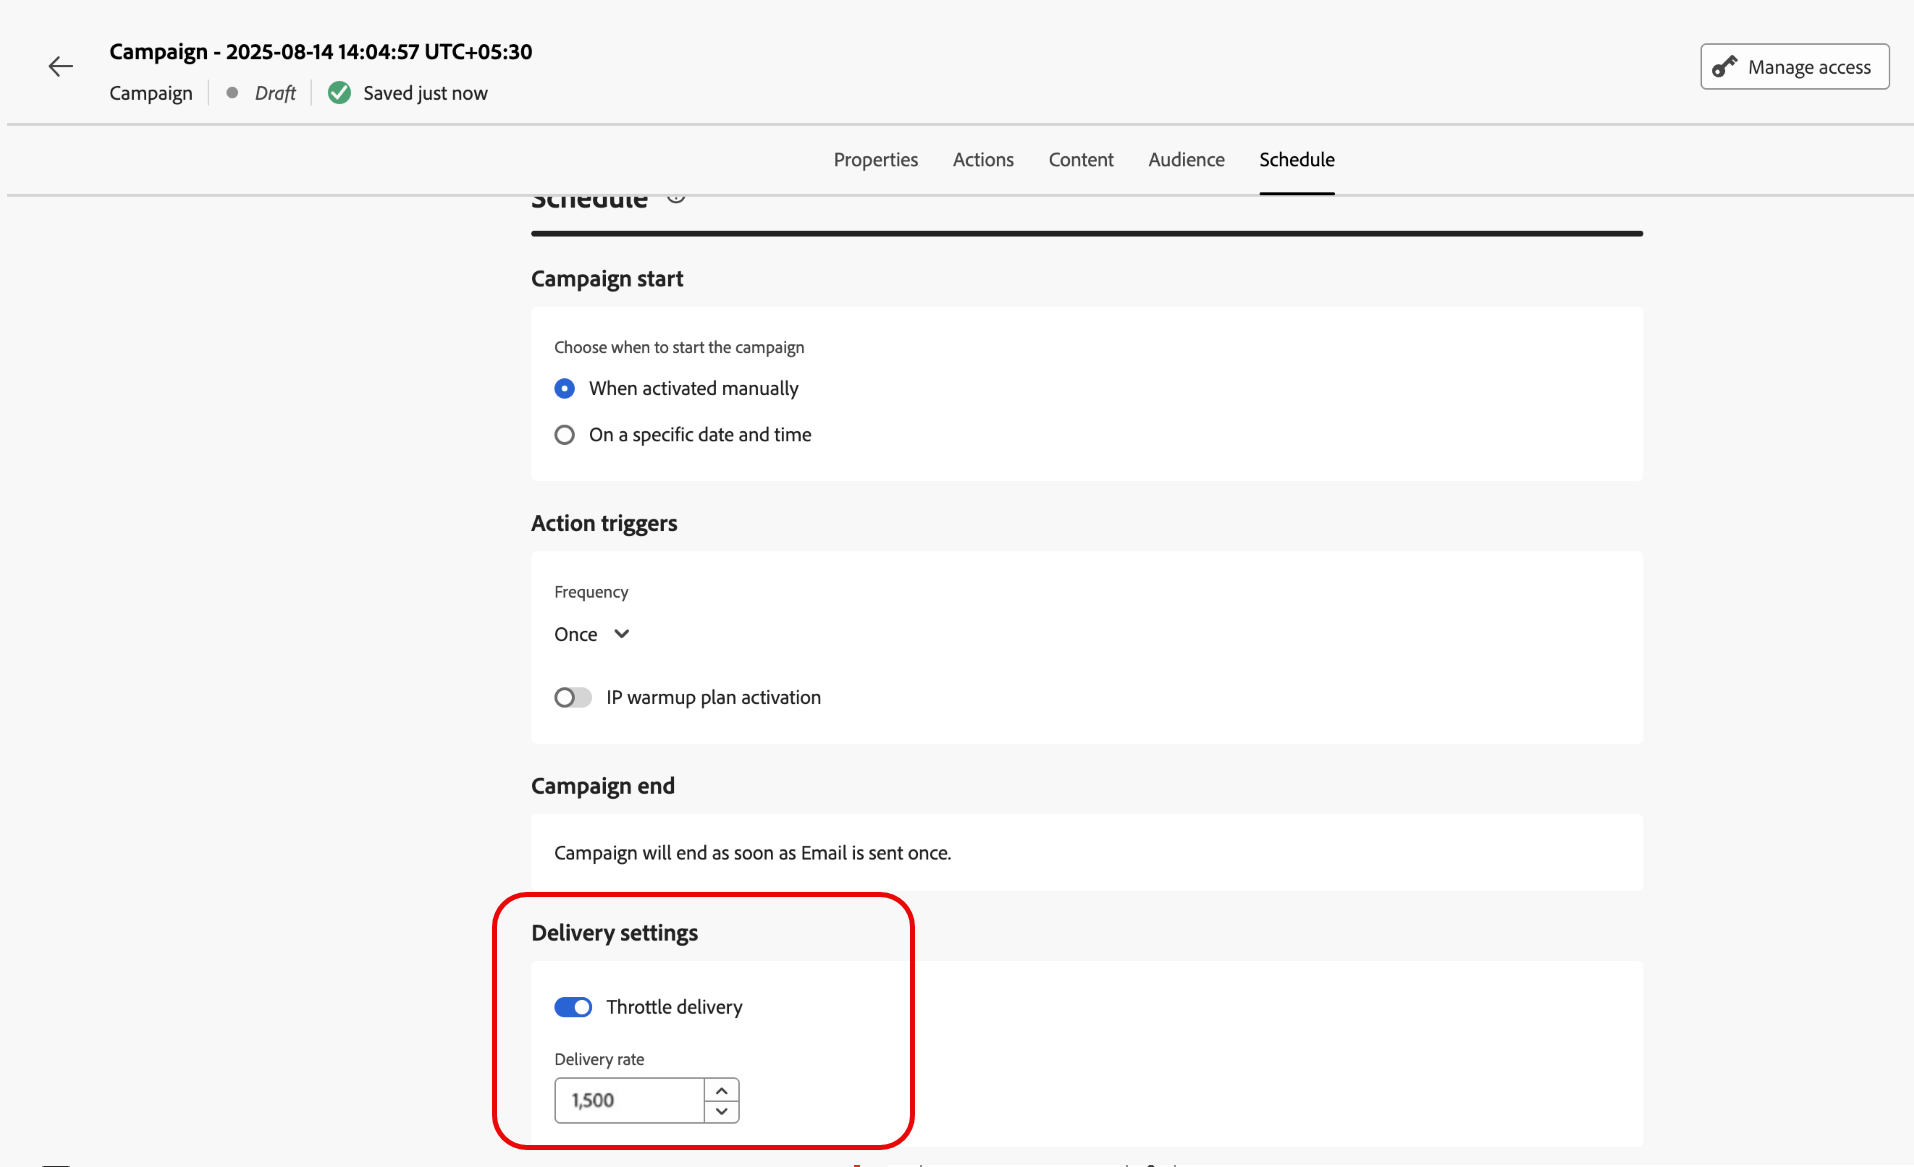 Campaign - 2025-08-14 14:04:57 UTC+05:30
Campaign Draft Saved just now
Manage access
Properties Actions Content Audience Schedule
Schedule
Campaign start
Choose when to start the campaign
When activated manually
On a specific date and time
Action triggers
Frequency
Once
IP warmup plan activation
Campaign end
Campaign will end as soon as Email is sent once.
Delivery settings
Throttle delivery
Delivery rate
1,500